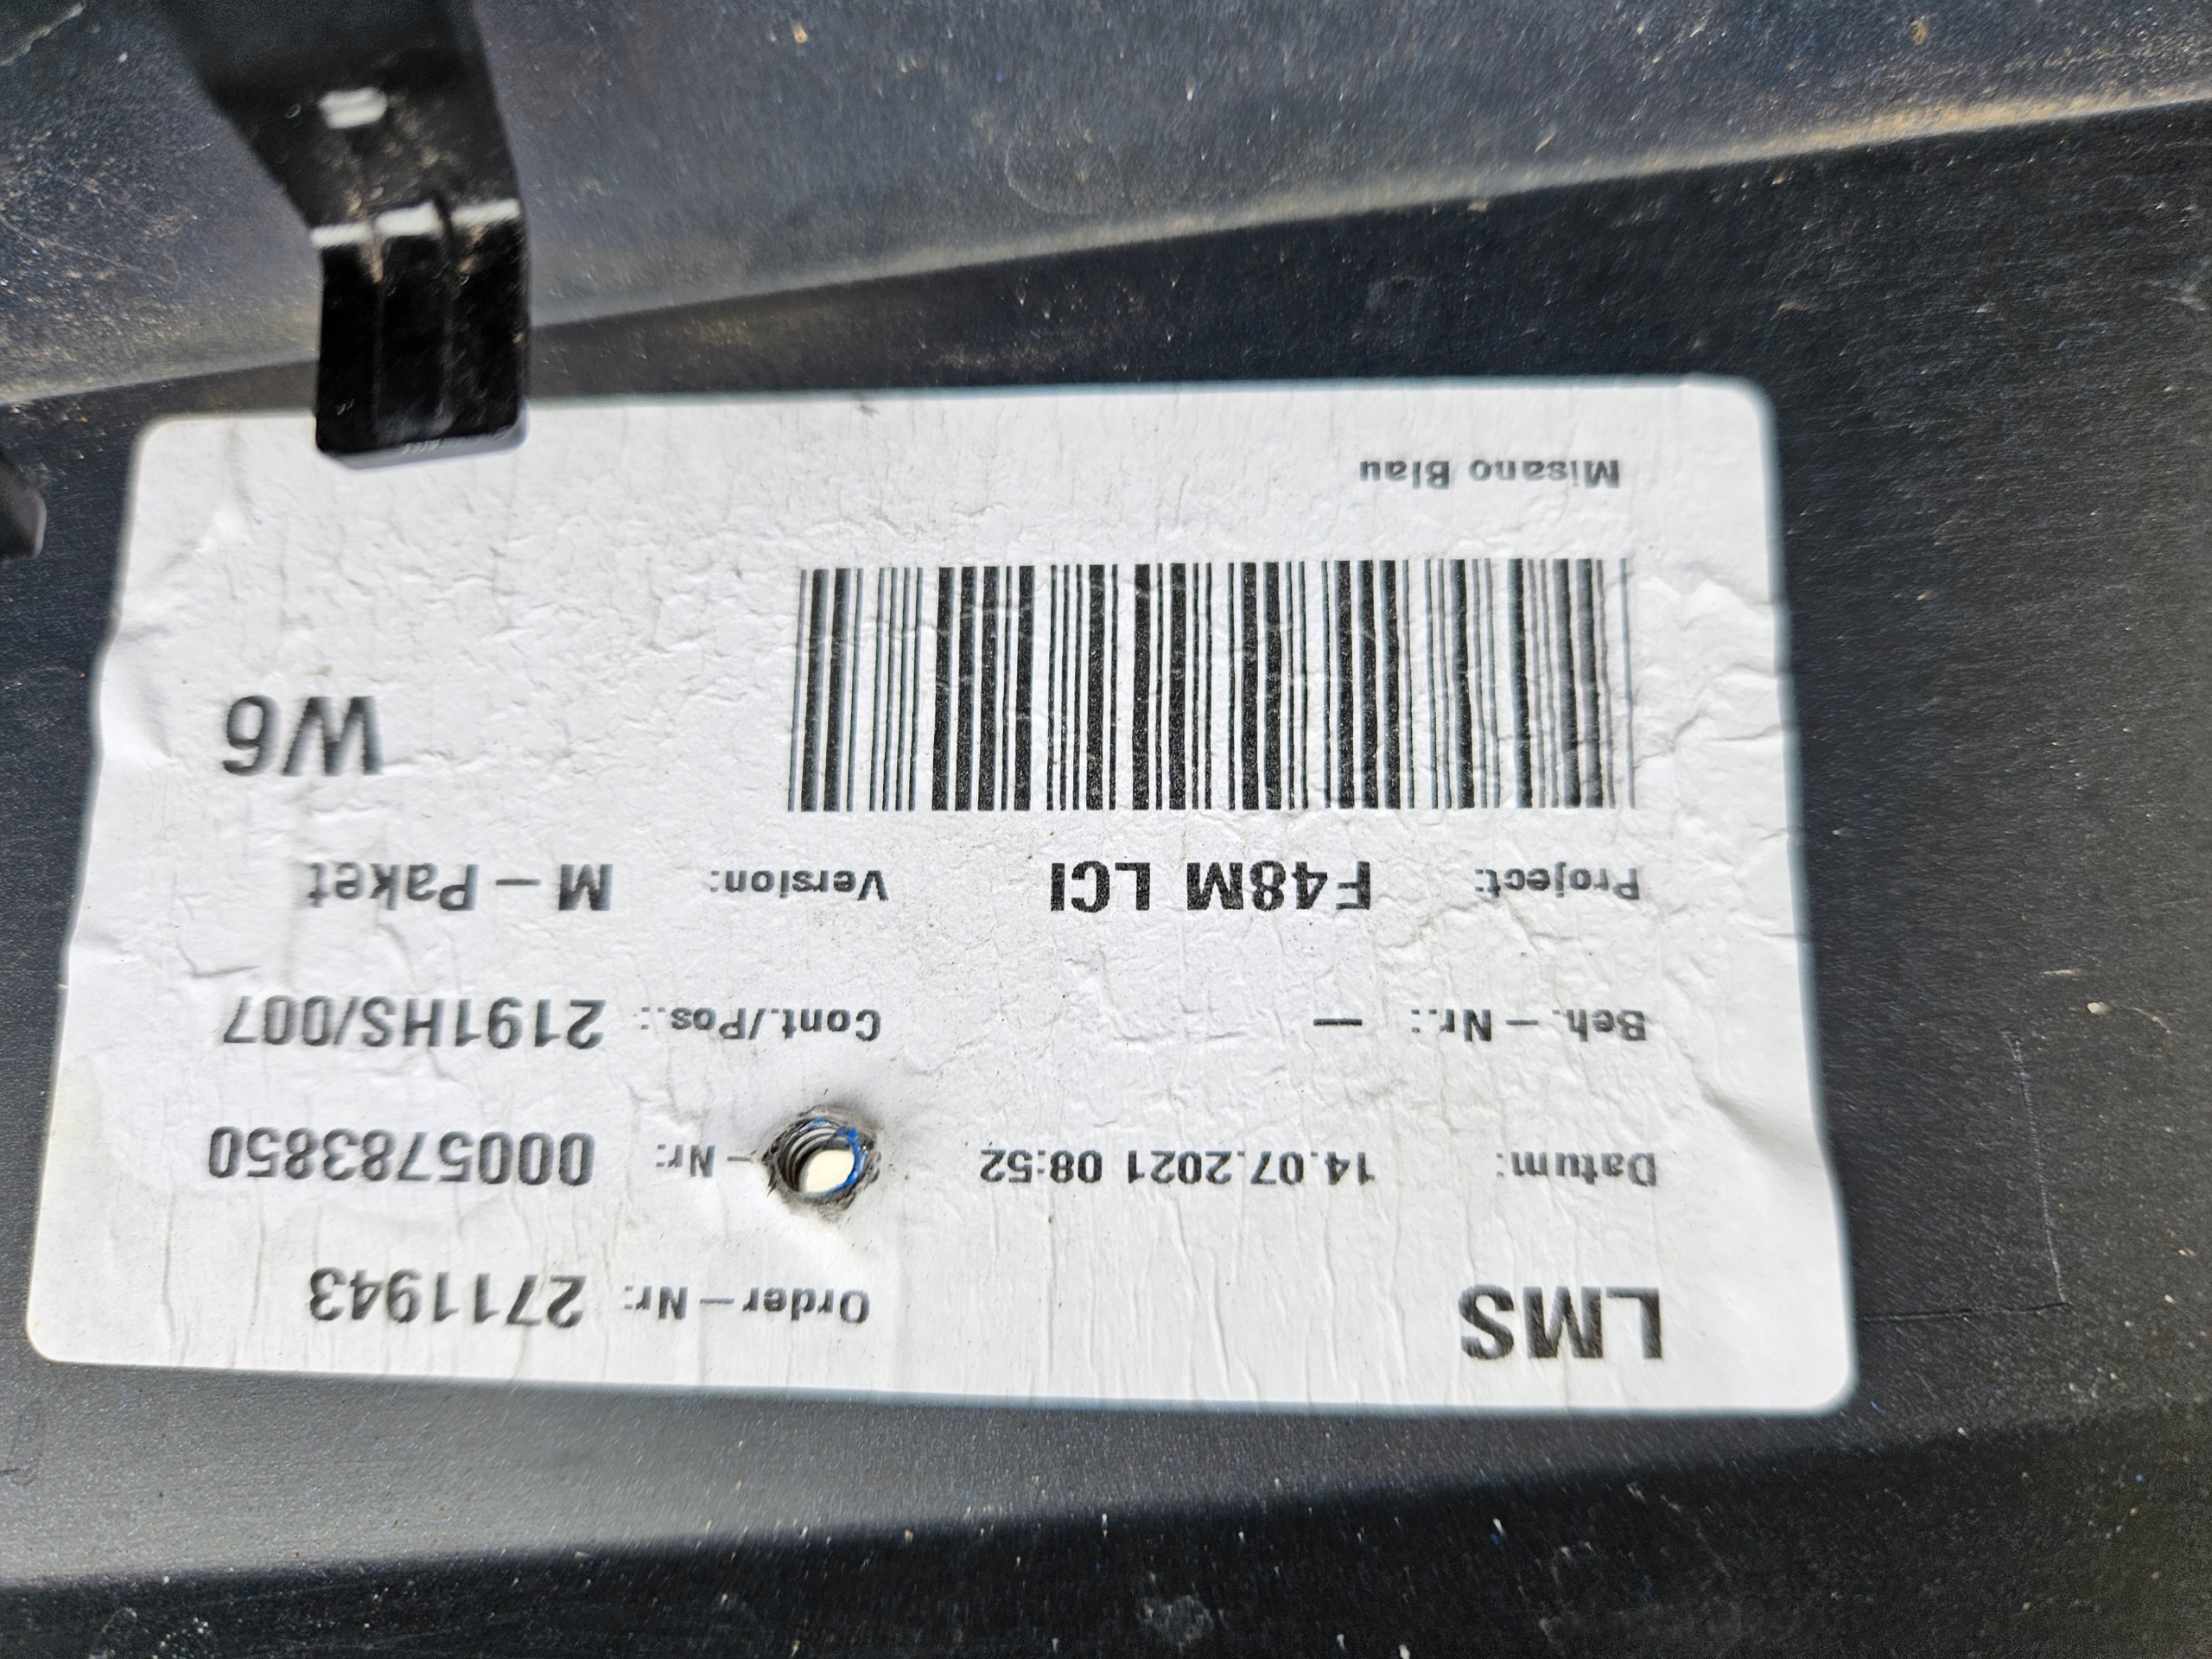 LMS Order-Nr.: 2711943
Datum: 14.07.2021 08:52 -Nr: 0005783850
Beh.-Nr.: - Cont./Pos.: 2191HS/007
Project: F48M LCI Version: M-Paket
W6
Misano Blau